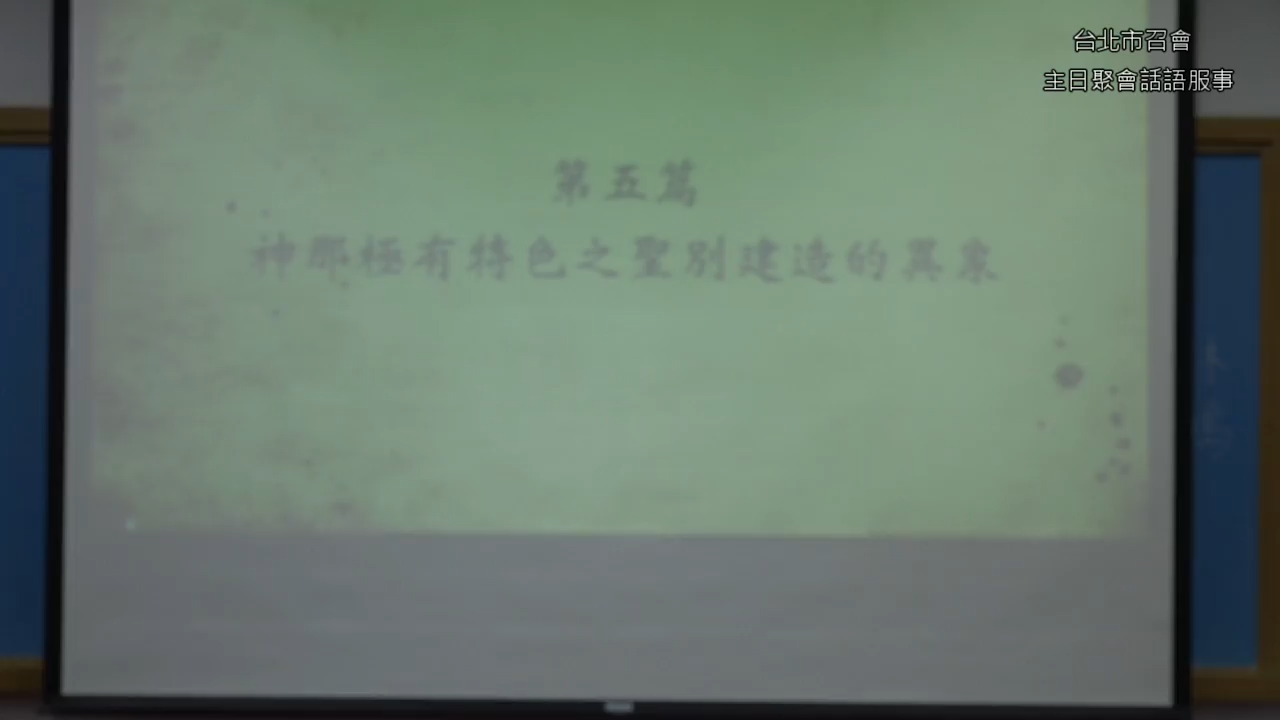 台北市召會
主日聚會話語服事
第五篇
神那極有特色之聖別建造的異象